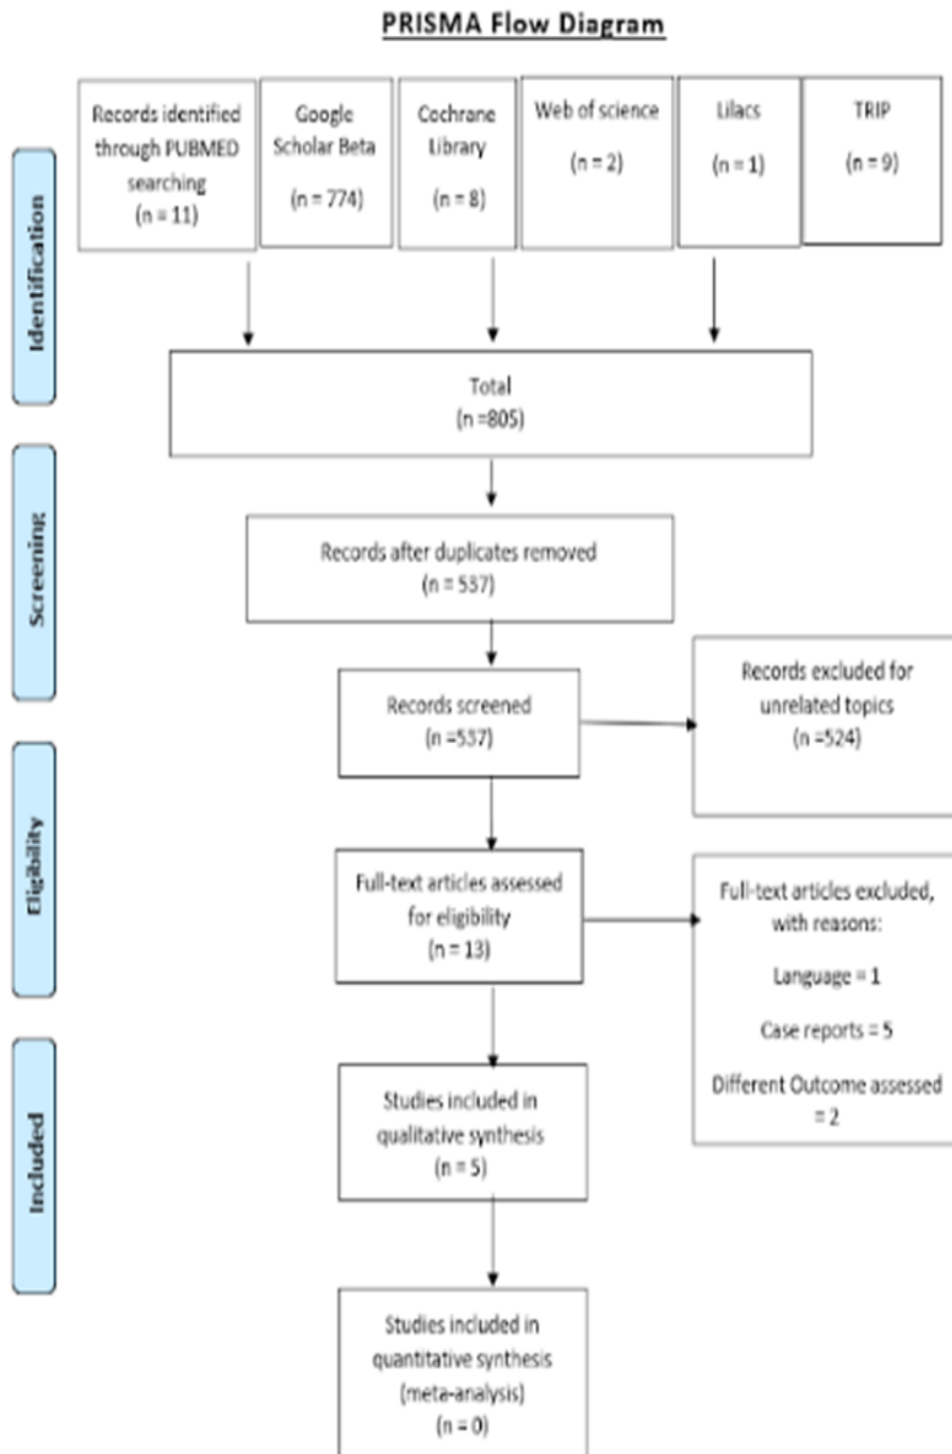 PRISMA Flow Diagram
Records identified
through PUBMED
searching
(n = 11)
Google
Scholar Beta
(n = 774)
Cochrane
Library
(n = 8)
Web of science
(n = 2)
Lilacs
(n = 1)
TRIP
(n = 9)
Identification
Total
(n =805)
Screening
Records after duplicates removed
(n = 537)
Records screened
(n =537)
Records excluded for
unrelated topics
(n =524)
Eligibility
Full-text articles assessed
for eligibility
(n = 13)
Full-text articles excluded,
with reasons:
Language = 1
Case reports = 5
Different Outcome assessed
= 2
Included
Studies included in
qualitative synthesis
(n = 5)
Studies included in
quantitative synthesis
(meta-analysis)
(n = 0)